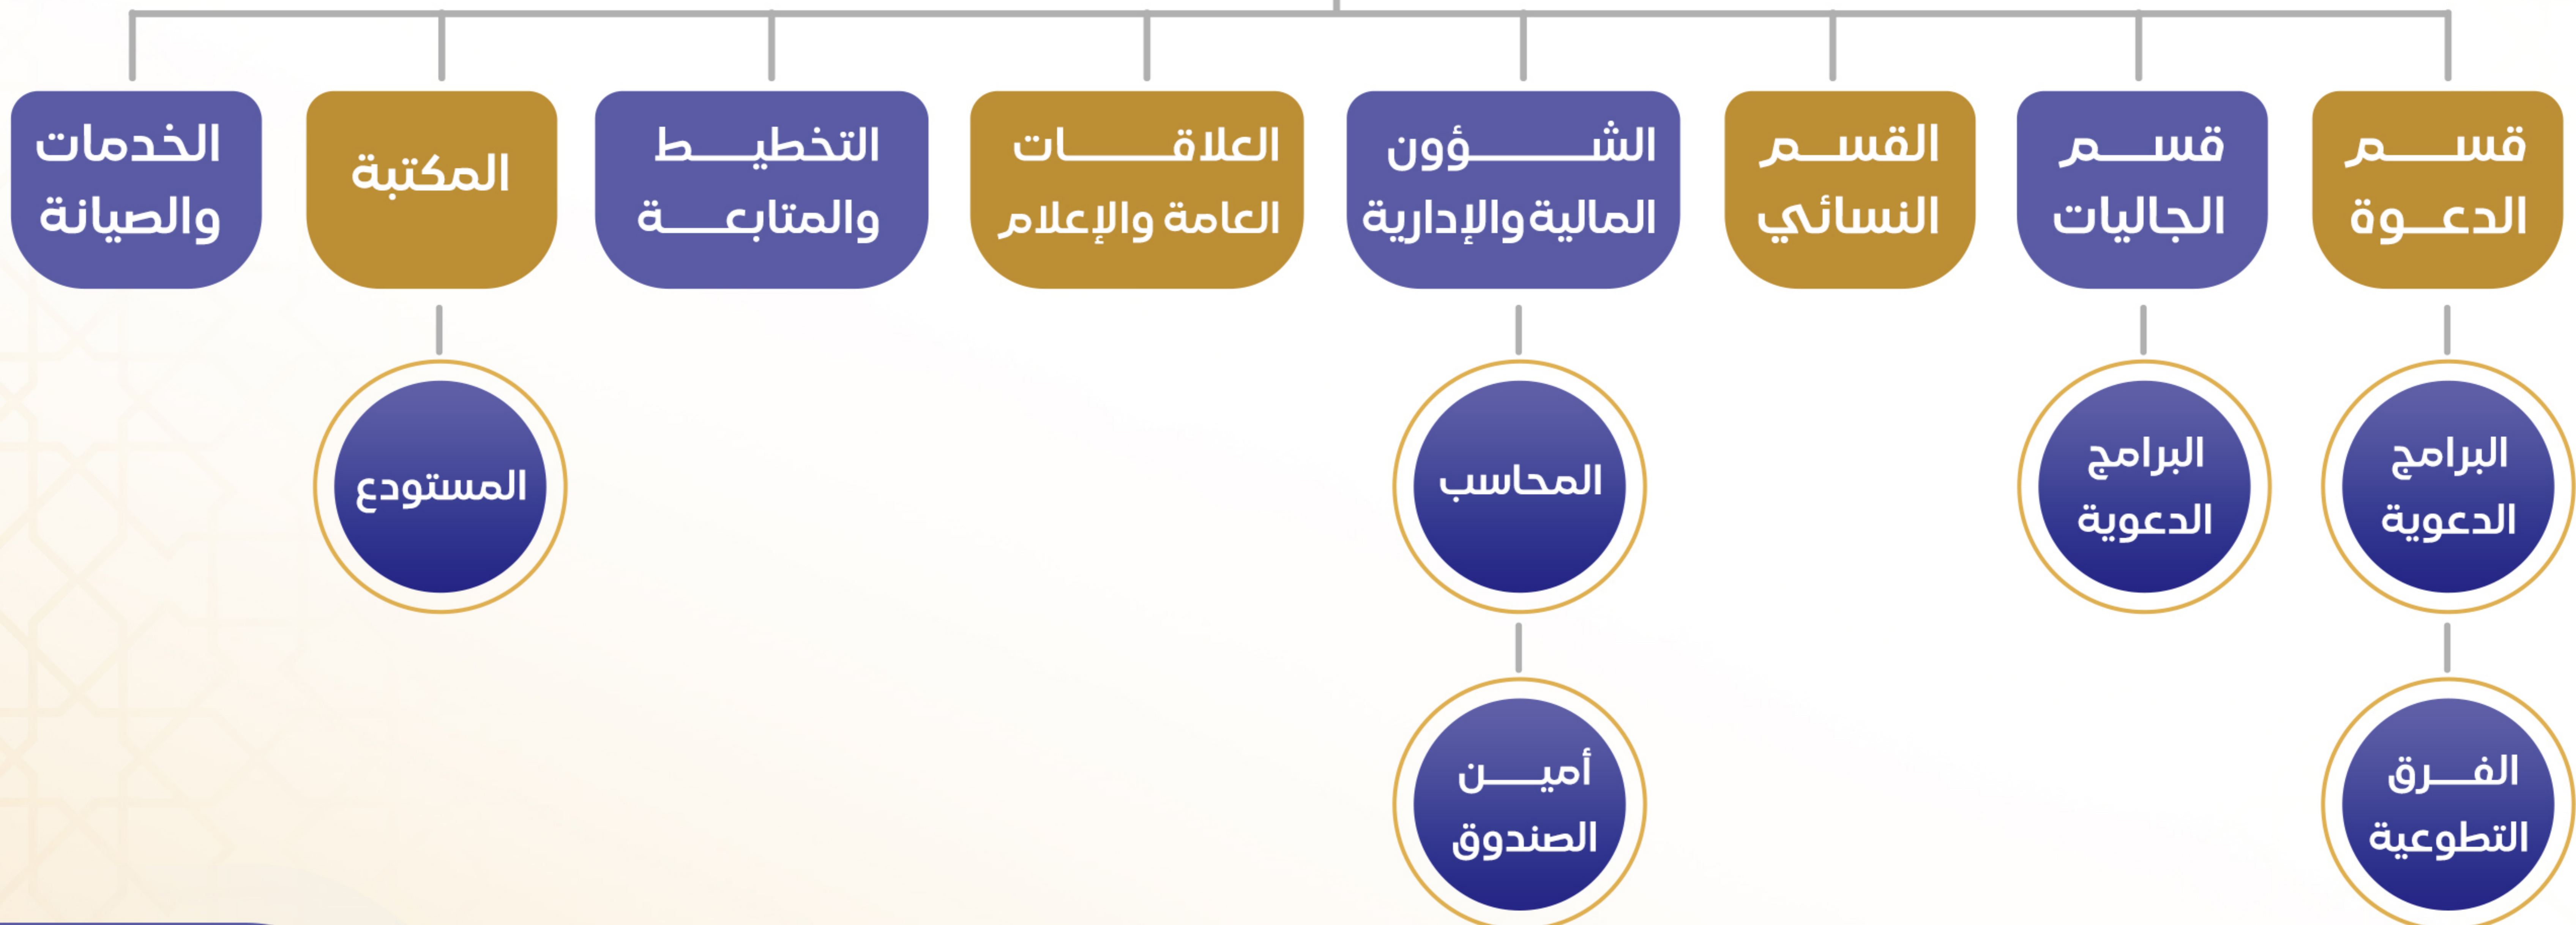 قسم
الدعوة
قسم
الجاليات
القسم
النسائي
الشؤون
المالية والإدارية
العلاقات
العامة والإعلام
التخطيط
والمتابعة
المكتبة
الخدمات
والصيانة
البرامج
الدعوية
البرامج
الدعوية
المحاسب
المستودع
الفرق
التطوعية
أمين
الصندوق